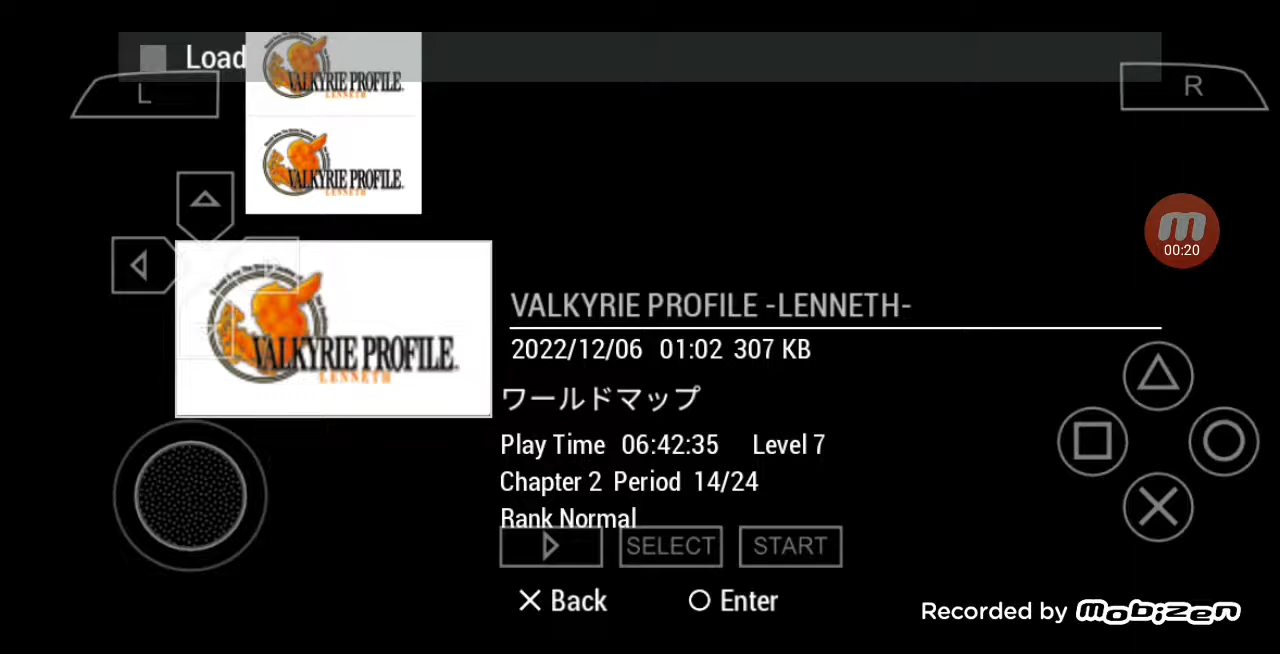 Load
L
R
VALKYRIE PROFILE
LENNETH
VALKYRIE PROFILE
LENNETH
00:20
VALKYRIE PROFILE
LENNETH
VALKYRIE PROFILE -LENNETH-
2022/12/06 01:02 307 KB
ワールドマップ
Play Time 06:42:35 Level 7
Chapter 2 Period 14/24
Rank Normal
SELECT START
X Back O Enter
Recorded by mobizen